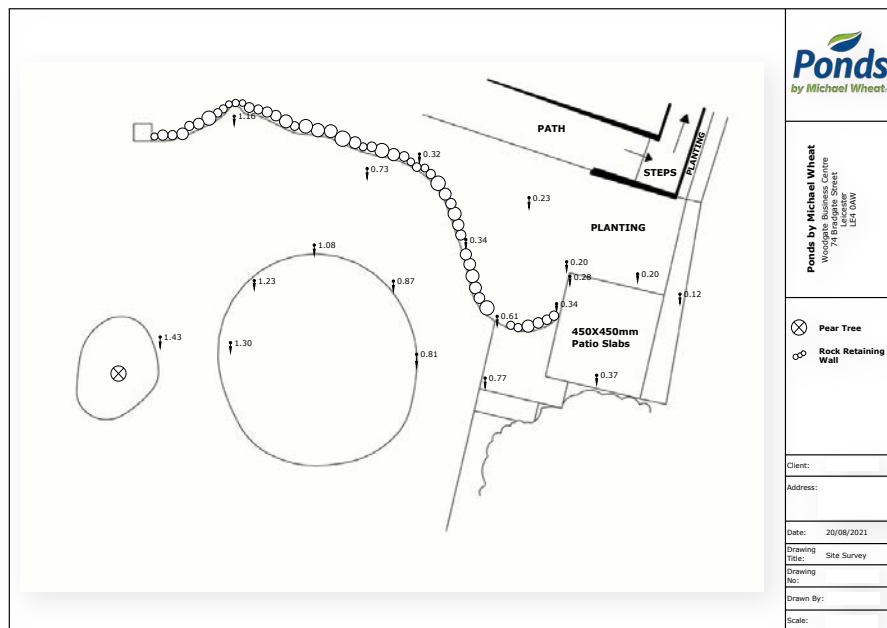 1.16
0.32
0.73
PATH
STEPS
PLANTING
0.23
PLANTING
0.34
1.08
1.23
0.87
0.20
0.28
0.20
0.12
0.34
0.61
1.43
1.30
0.81
450X450mm
Patio Slabs
0.77
0.37
Ponds
by Michael Wheat
Ponds by Michael Wheat
Woodgate Business Centre
74 Bradgate Street
Leicester
LE4 0AW
Pear Tree
Rock Retaining
Wall
Client:
Address:
Date: 20/08/2021
Drawing
Title: Site Survey
Drawing
No:
Drawn By:
Scale: